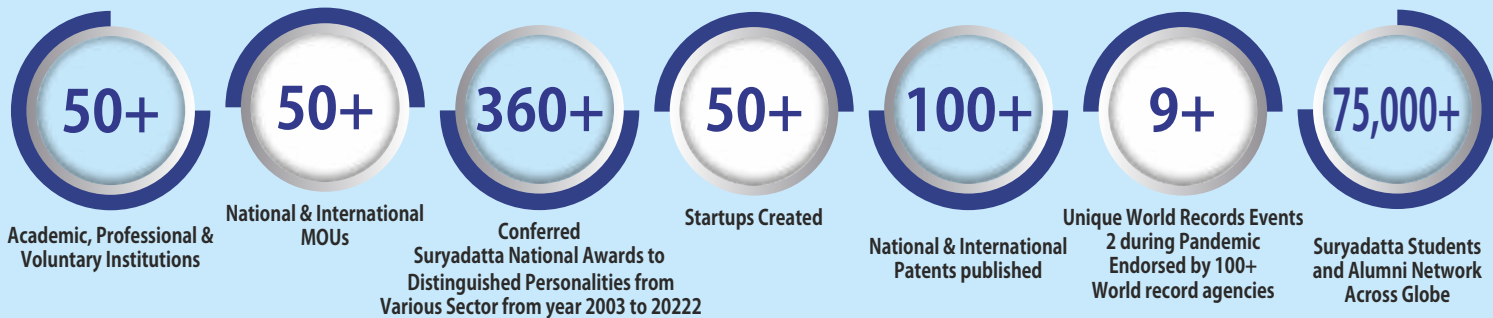 50+
Academic, Professional &
Voluntary Institutions
50+
National & International
MOUs
360+
Conferred
Suryadatta National Awards to
Distinguished Personalities from
Various Sector from year 2003 to 20222
50+
Startups Created
100+
National & International
Patents published
9+
Unique World Records Events
2 during Pandemic
Endorsed by 100+
World record agencies
75,000+
Suryadatta Students
and Alumni Network
Across Globe